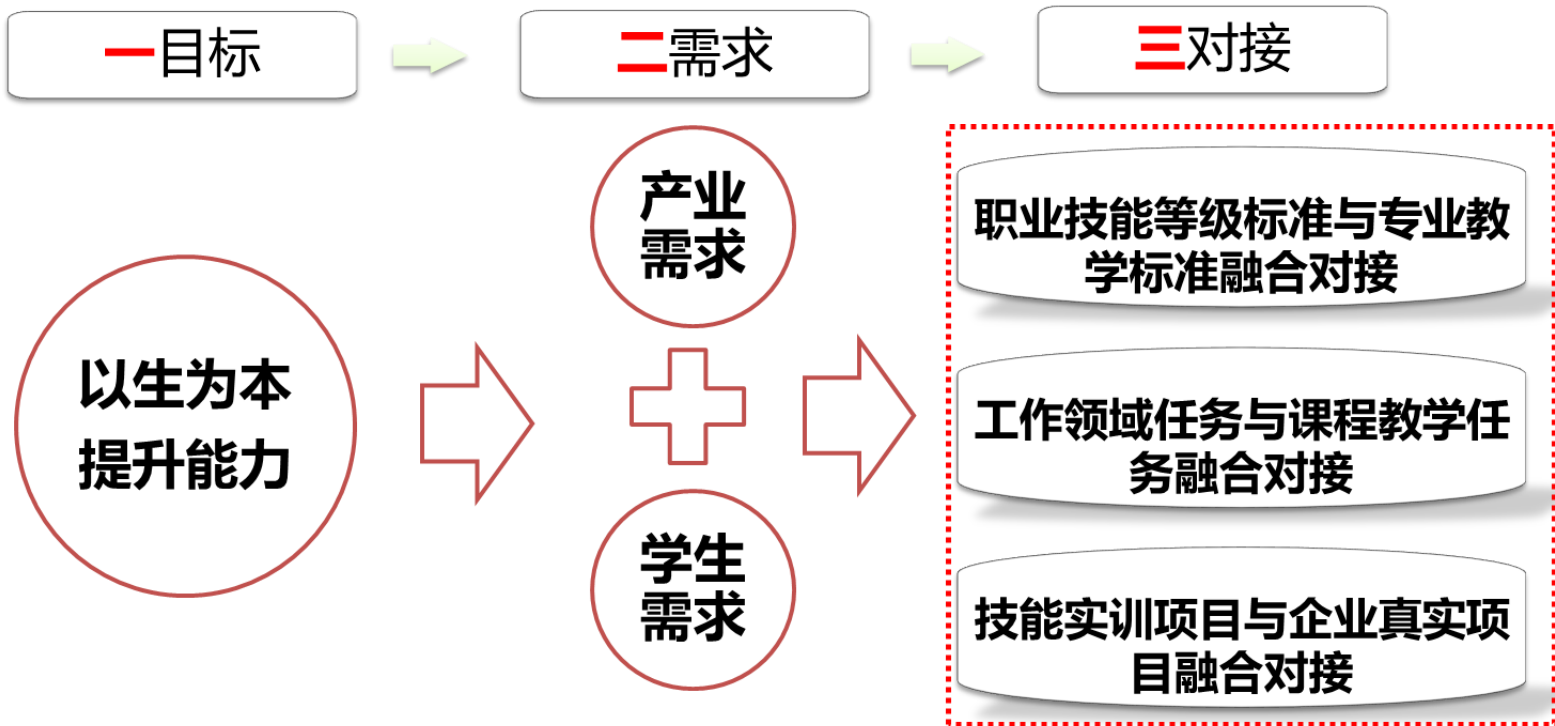 一目标
二需求
三对接
以生为本
提升能力
产业
需求
学生
需求
职业技能等级标准与专业教
学标准融合对接
工作领域任务与课程教学任
务融合对接
技能实训项目与企业真实项
目融合对接